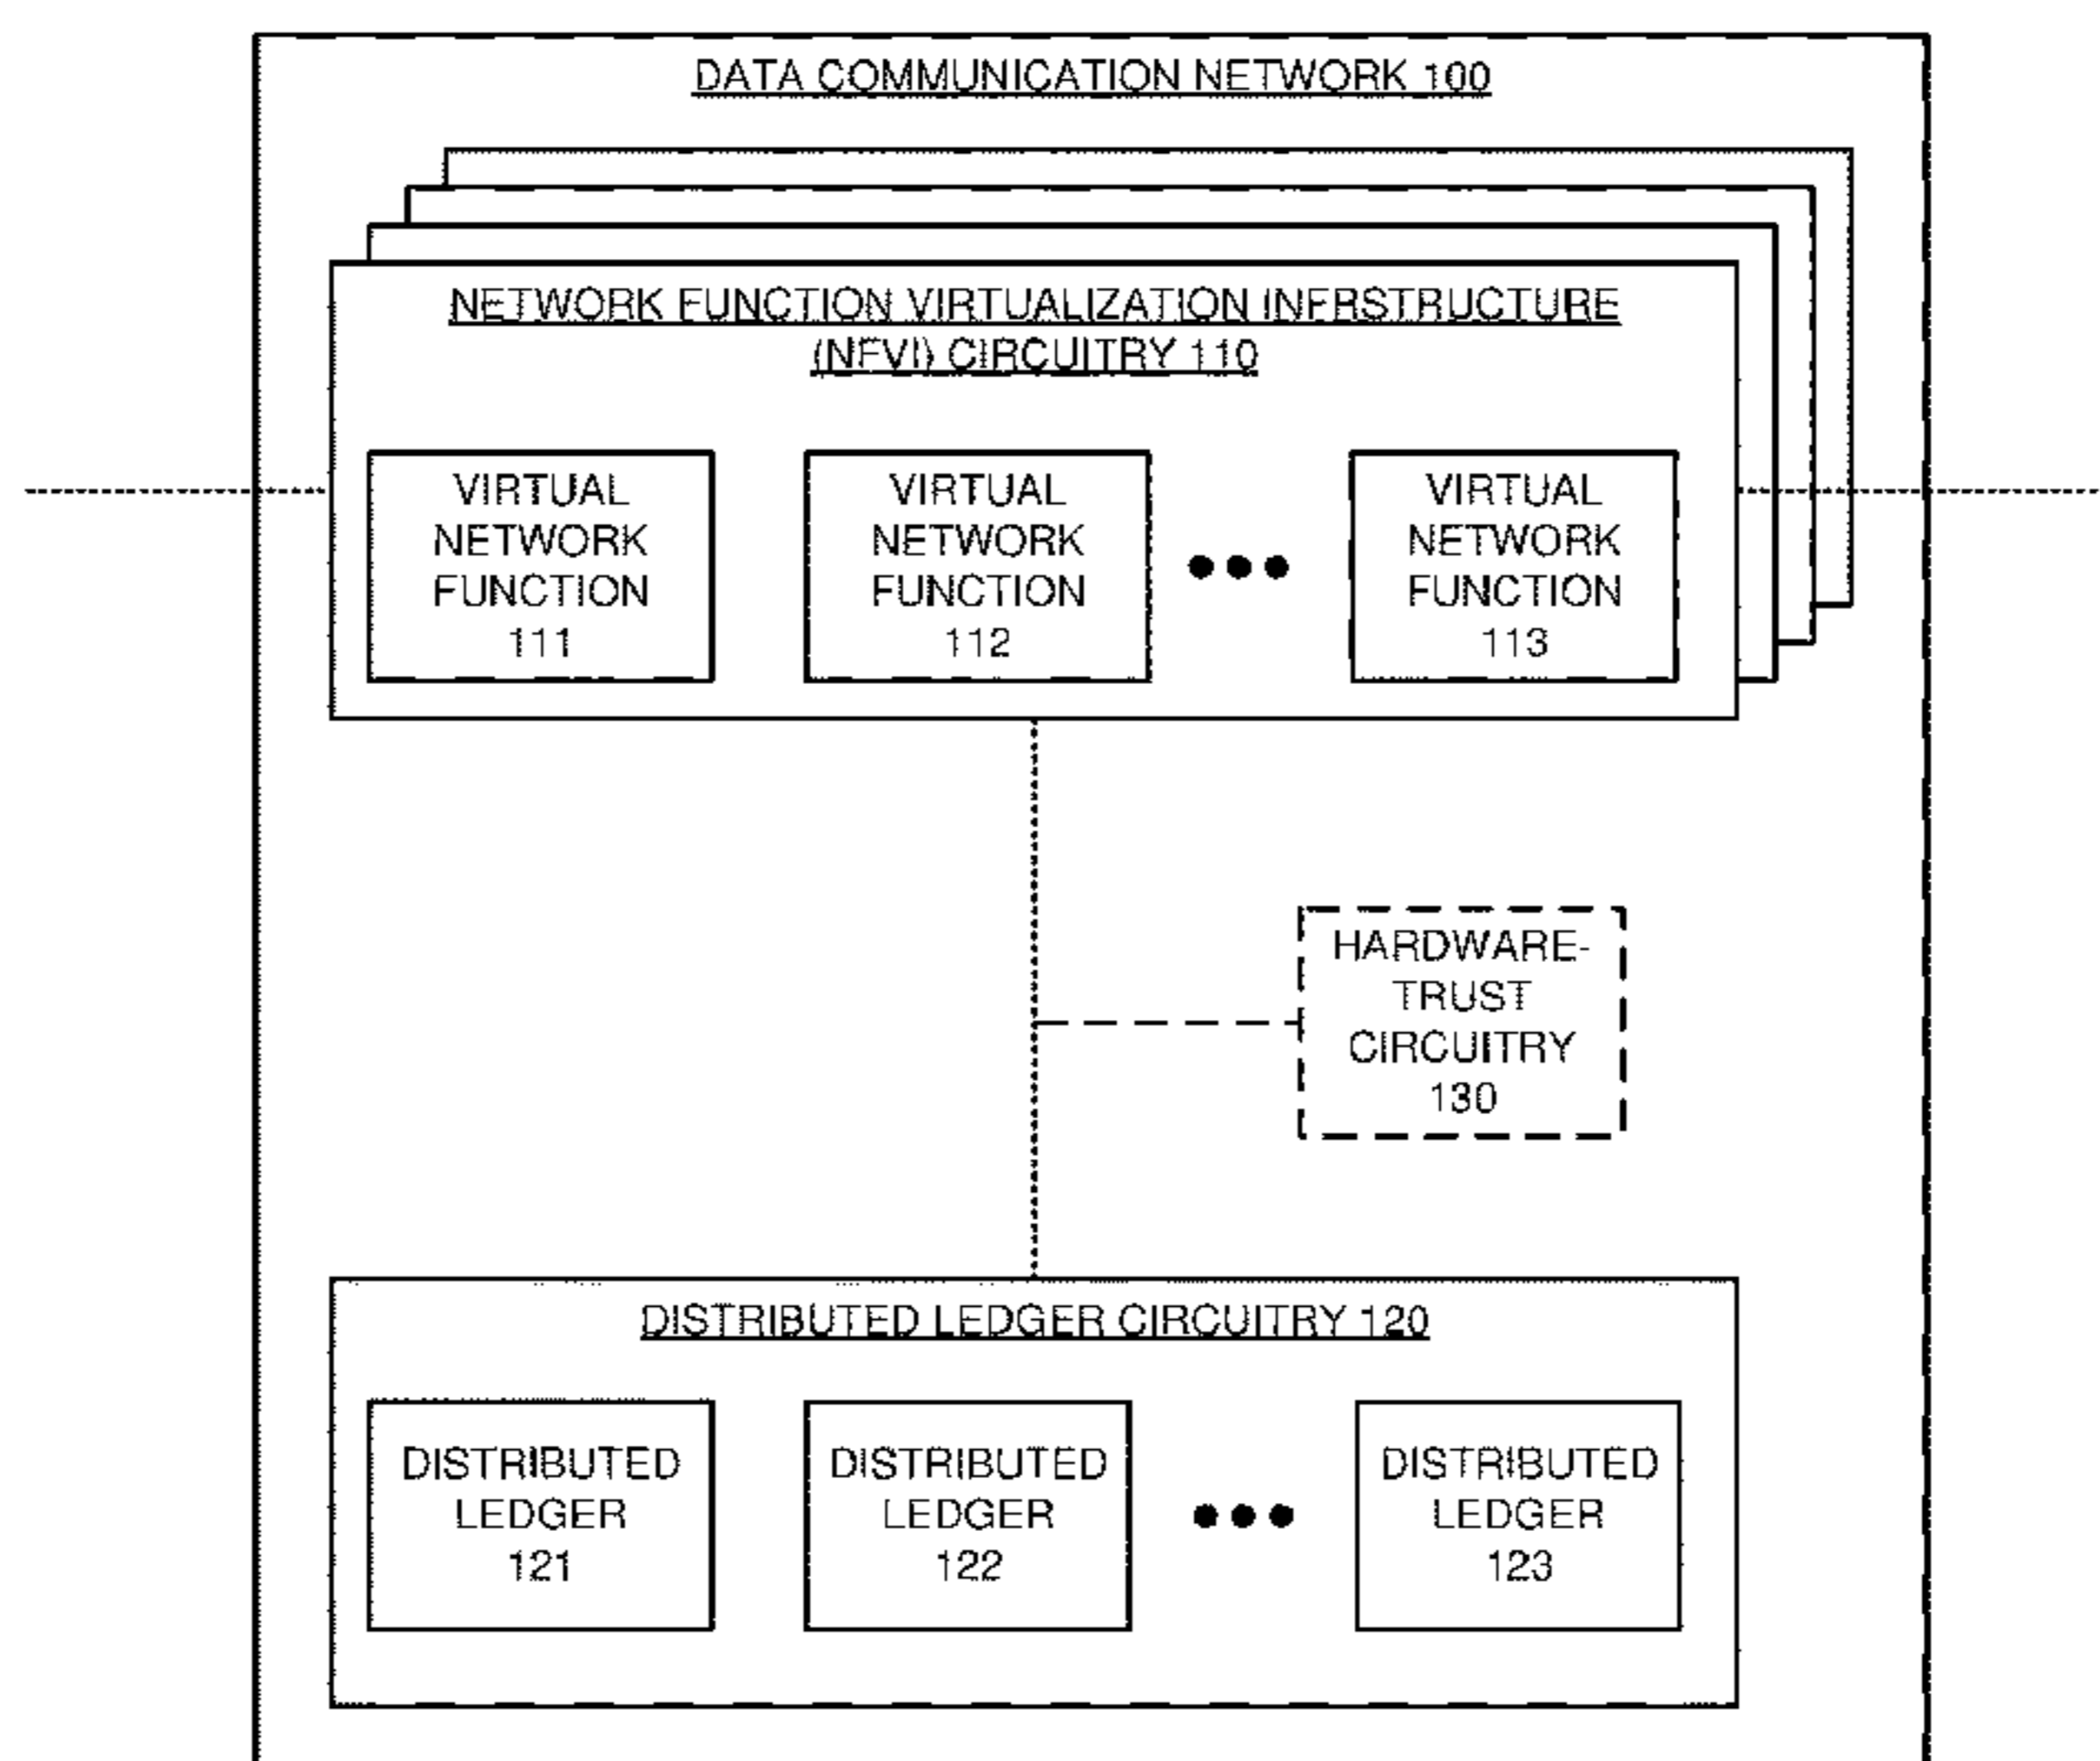 DATA COMMUNICATION NETWORK 100
NETWORK FUNCTION VIRTUALIZATION INFRSTRUCTURE
(NFVI) CIRCUITRY 110
VIRTUAL
NETWORK
FUNCTION
111
VIRTUAL
NETWORK
FUNCTION
112
VIRTUAL
NETWORK
FUNCTION
113
HARDWARE-
TRUST
CIRCUITRY
130
DISTRIBUTED LEDGER CIRCUITRY 120
DISTRIBUTED
LEDGER
121
DISTRIBUTED
LEDGER
122
DISTRIBUTED
LEDGER
123